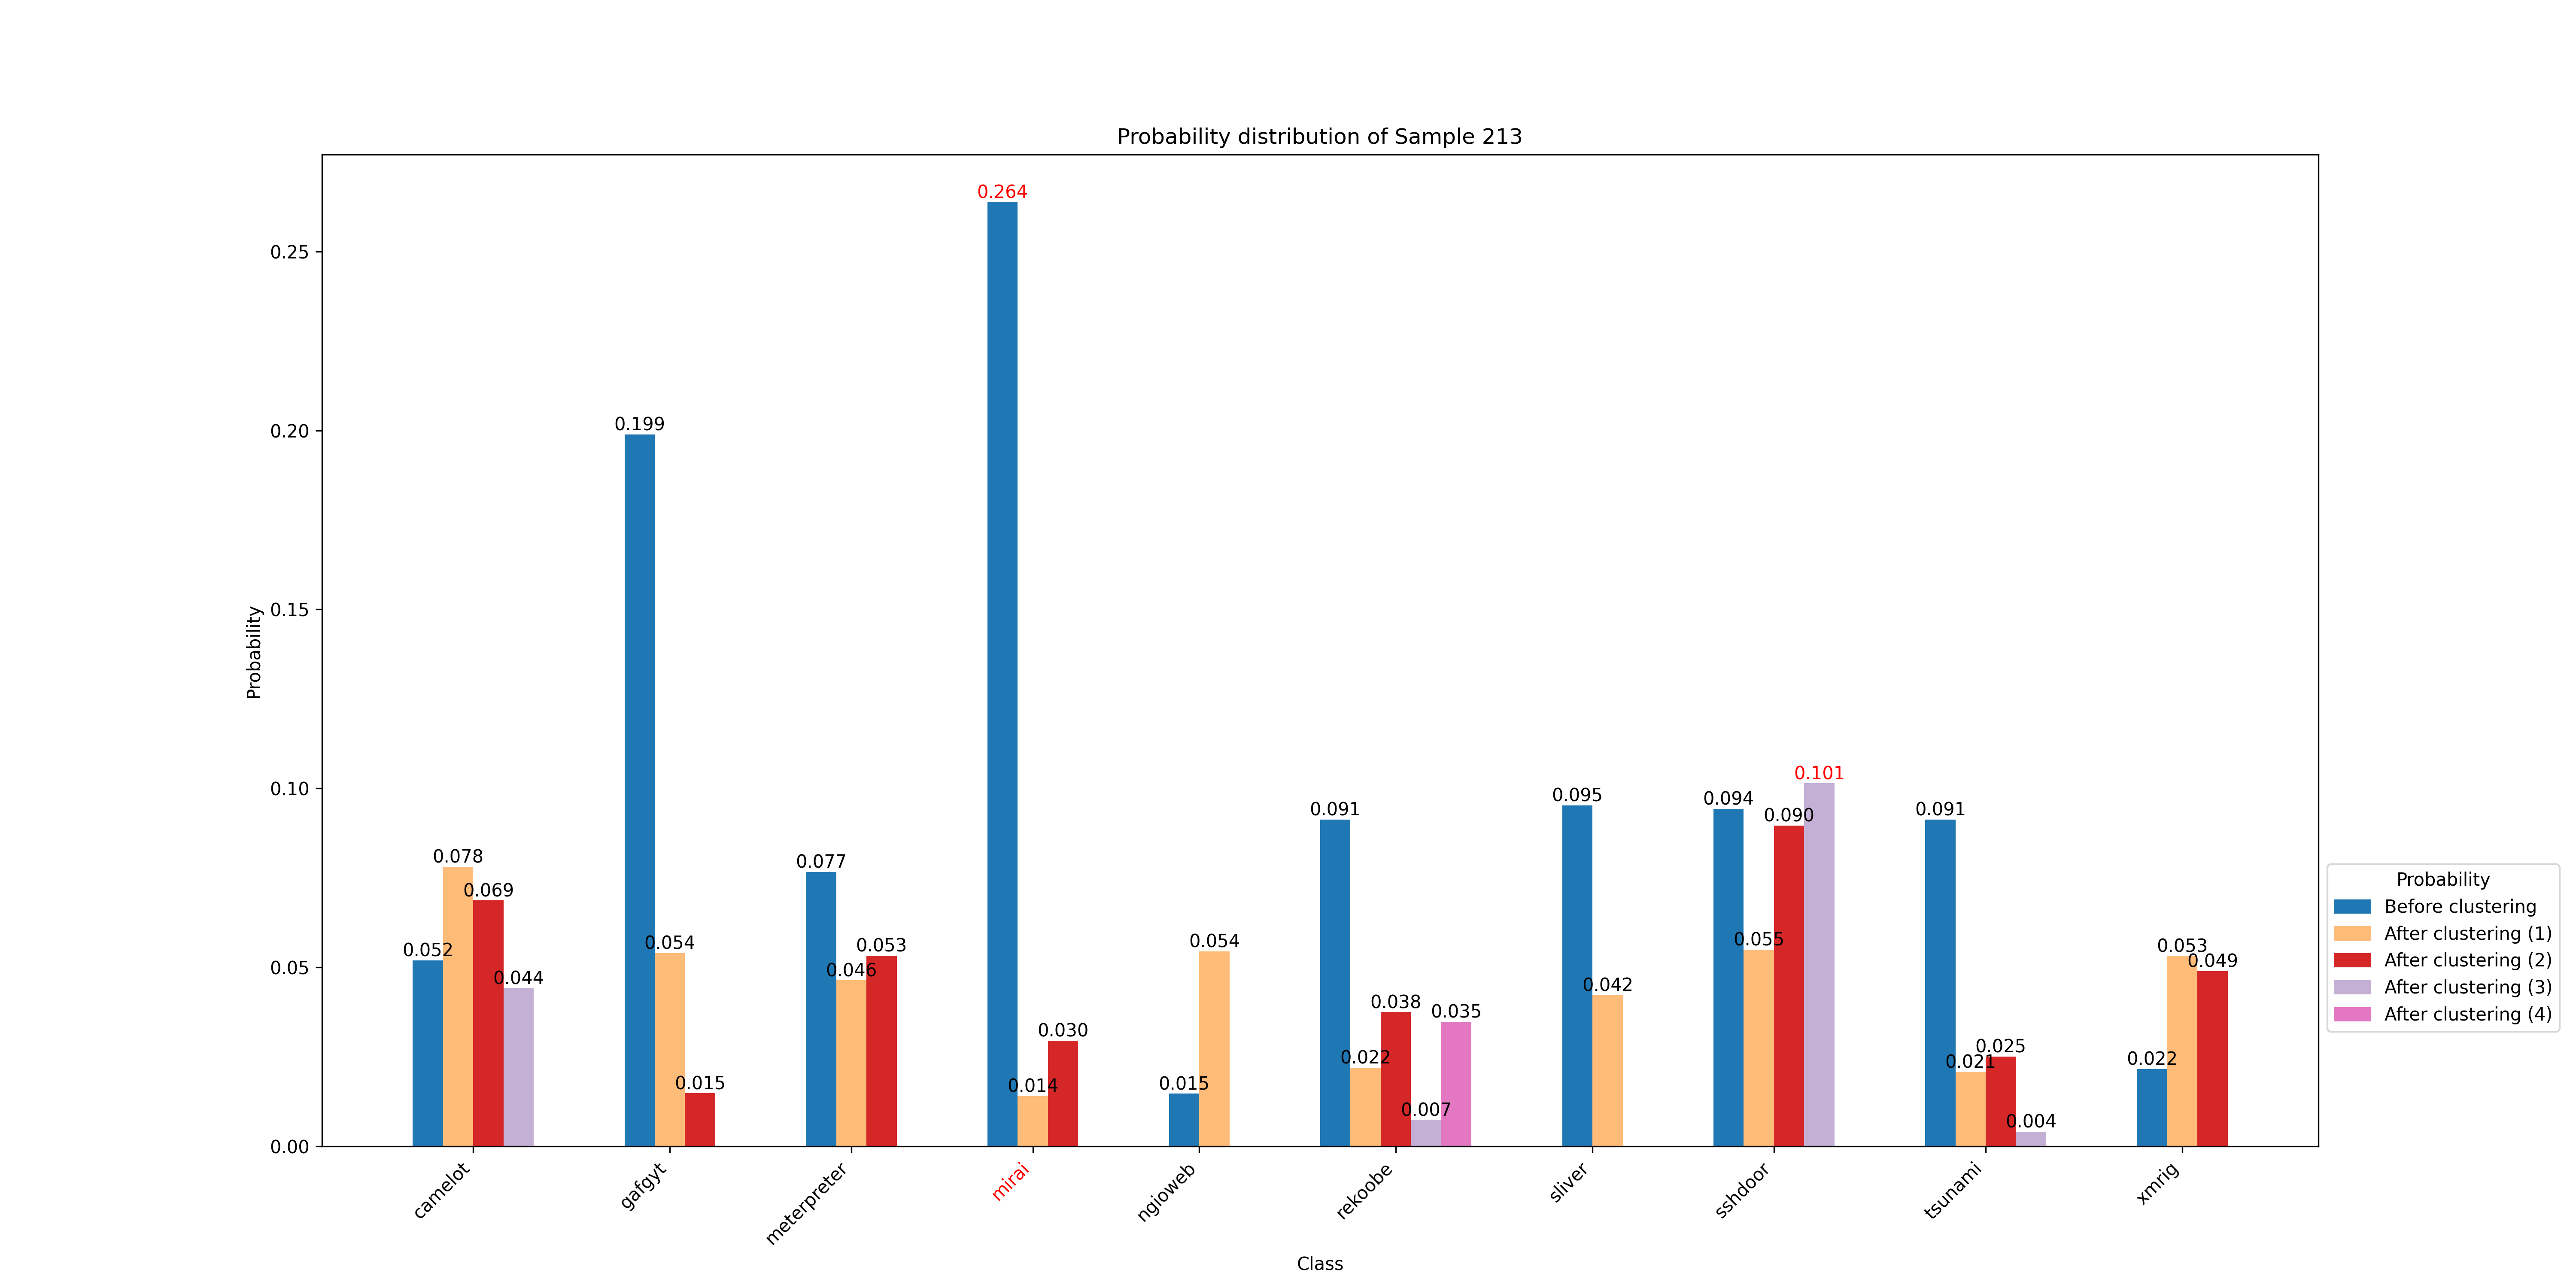 Probability distribution of Sample 213
Probability
0.25
0.20
0.15
0.10
0.05
0.00
0.052
0.078
0.069
0.044
0.199
0.054
0.015
0.077
0.046
0.053
0.264
0.014
0.030
0.015
0.054
0.091
0.022
0.038
0.007
0.035
0.095
0.042
0.094
0.055
0.090
0.101
0.091
0.021
0.025
0.004
0.022
0.053
0.049
camelot
gafgyt
meterpreter
mirai
ngioweb
rekoobe
sliver
sshdoor
tsunami
xmrig
Class
Probability
Before clustering
After clustering (1)
After clustering (2)
After clustering (3)
After clustering (4)